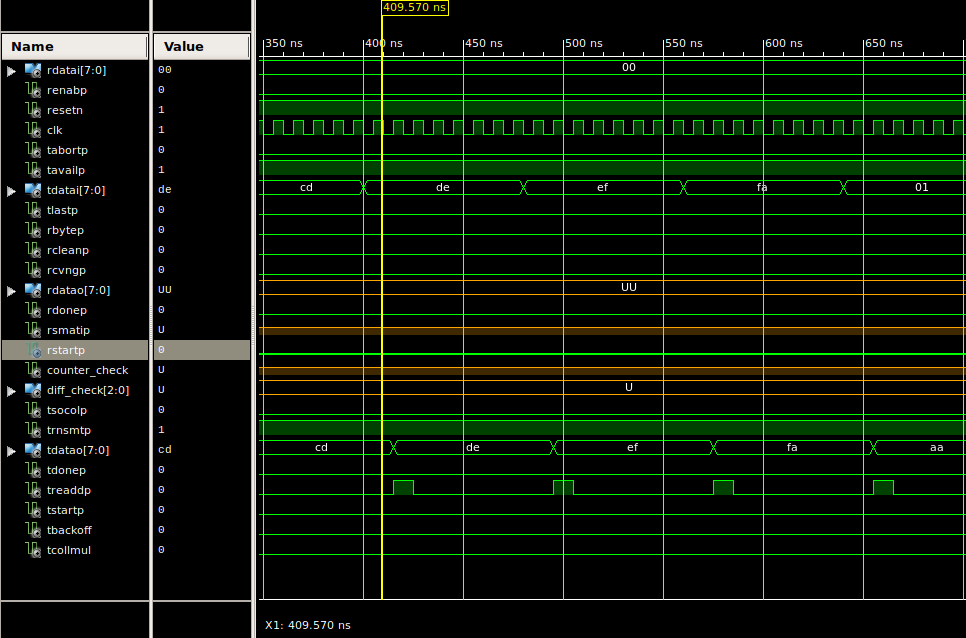 409.570 ns
Name Value 350 ns 400 ns 450 ns 500 ns 550 ns 600 ns 650 ns
rdatai[7:0] 00 00
renabp 0
resetn 1
clk 1
tabortp 0
tavailp 1
tdatai[7:0] de cd de ef fa 01
tlastp 0
rbytep 0
rcleanp 0
rcvngp 0
rdatao[7:0] UU UU
rdonep 0
rsmatip U
rstartp 0
counter_check U
diff_check[2:0] U U
tsocolp 0
trnsmtp 1
tdatao[7:0] cd cd de ef fa aa
tdonep 0
treaddp 0
tstartp 0
tbackoff 0
tcollmul 0
X1: 409.570 ns